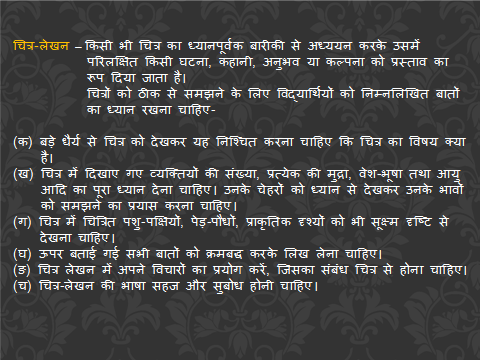 चित्र-लेखन – किसी भी चित्र का ध्यानपूर्वक बारीकी से अध्ययन करके उसमें
परिलक्षित किसी घटना, कहानी, अनुभव या कल्पना को प्रस्ताव का
रूप दिया जाता है।
चित्रों को ठीक से समझने के लिए विद्यार्थियों को निम्नलिखित बातों
का ध्यान रखना चाहिए-
(क) बड़े धैर्य से चित्र को देखकर यह निश्चित करना चाहिए कि चित्र का विषय क्या
है।
(ख) चित्र में दिखाए गए व्यक्तियों की संख्या, प्रत्येक की मुद्रा, वेश-भूषा तथा आयु
आदि का पूरा ध्यान देना चाहिए। उनके चेहरों को ध्यान से देखकर उनके भावों
को समझने का प्रयास करना चाहिए।
(ग) चित्र में चित्रित पशु-पक्षियों, पेड़-पौधों, प्राकृतिक दृश्यों को भी सूक्ष्म दृष्टि से
देखना चाहिए।
(घ) ऊपर बताई गई सभी बातों को क्रमबद्ध करके लिख लेना चाहिए।
(ङ) चित्र लेखन में अपने विचारों का प्रयोग करें, जिसका संबंध चित्र से होना चाहिए।
(च) चित्र-लेखन की भाषा सहज और सुबोध होनी चाहिए।